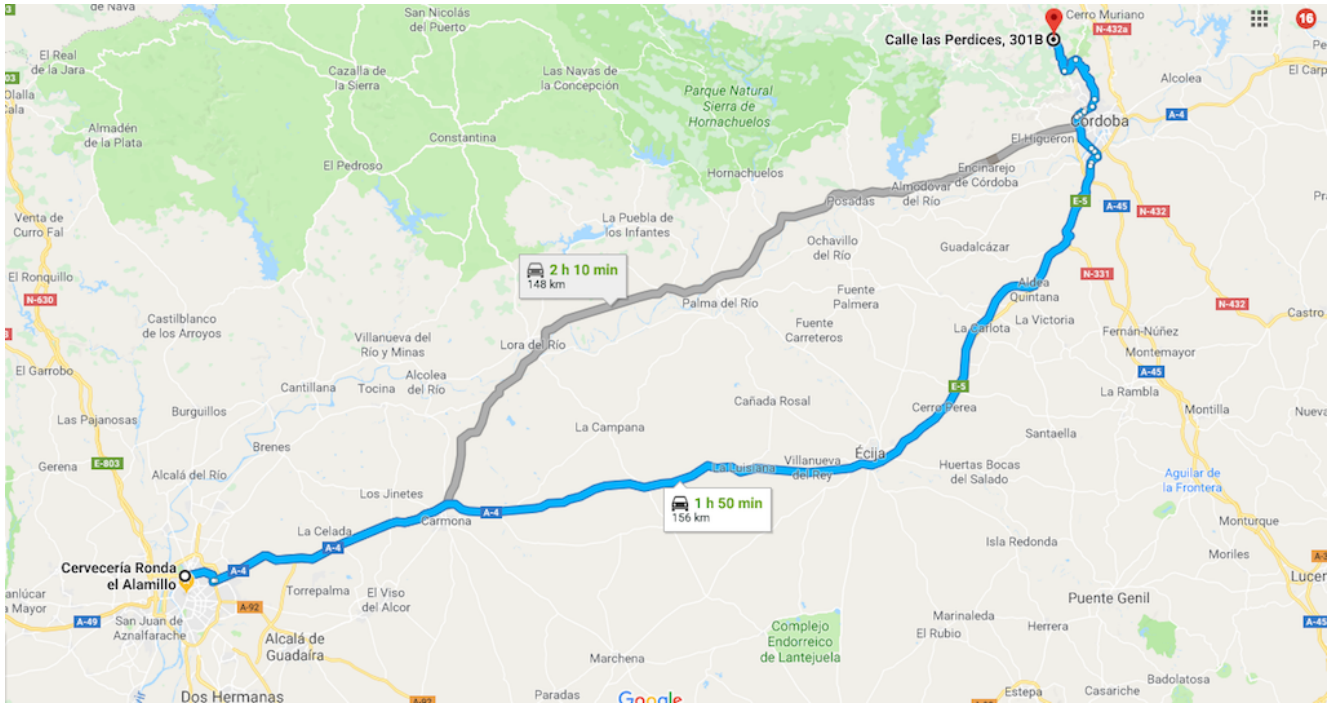 de Nava
San Nicolás
del Puerto
Cerro Muriano
16
N-432a
Calle las Perdices, 301B
El Real
de la Jara
Cazalla de
la Sierra
Las Navas de
la Concepción
Alcolea
El Carp
Olalla
Cala
Parque Natural
Sierra de
Hornachuelos
Almadén
de la Plata
Constantina
Córdoba
A-4
El Higueron
El Pedroso
Hornachuelos
Encinarejo
de Córdoba
Almodóvar
del Río
Posadas
E-5
A-45
N-432
Venta de
Curro Fal
La Puebla de
los Infantes
Ochavillo
del Río
Guadalcázar
El Ronquillo
2 h 10 min
148 km
N-331
Aldea
Quintana
N-630
Palma del Río
Fuente
Palmera
N-432
Castilblanco
de los Arroyos
Fuente
Carreteros
La Carlota
La Victoria
Castro
Fernán-Núñez
Villanueva del
Río y Minas
Lora del Río
Montemayor
El Garrobo
Alcolea
del Río
A-45
Cantillana
Tocina
E-5
La Rambla
Las Pajanosas
Burguillos
Cañada Rosal
Cerro Perea
Montilla
Nueva
La Campana
Santaella
Brenes
E-803
Gerena
Alcalá del Río
Écija
La Luisiana
Villanueva
del Rey
Huertas Bocas
del Salado
Aguilar de
la Frontera
Los Jinetes
1 h 50 min
156 km
A-4
Carmona
Monturque
La Celada
A-4
Isla Redonda
Moriles
Cervecería Ronda
el Alamillo
A-4
Lucer
anlúcar
a Mayor
Torrepalma
El Viso
del Alcor
A-92
Puente Genil
A-49
San Juan de
Aznalfarache
Marinaleda
Herrera
A-45
Complejo
Endorreico
de Lantejuela
El Rubio
Alcalá de
Guadaíra
Marchena
Badolatosa
Dos Hermanas
Paradas
Google
Estepa
Casariche